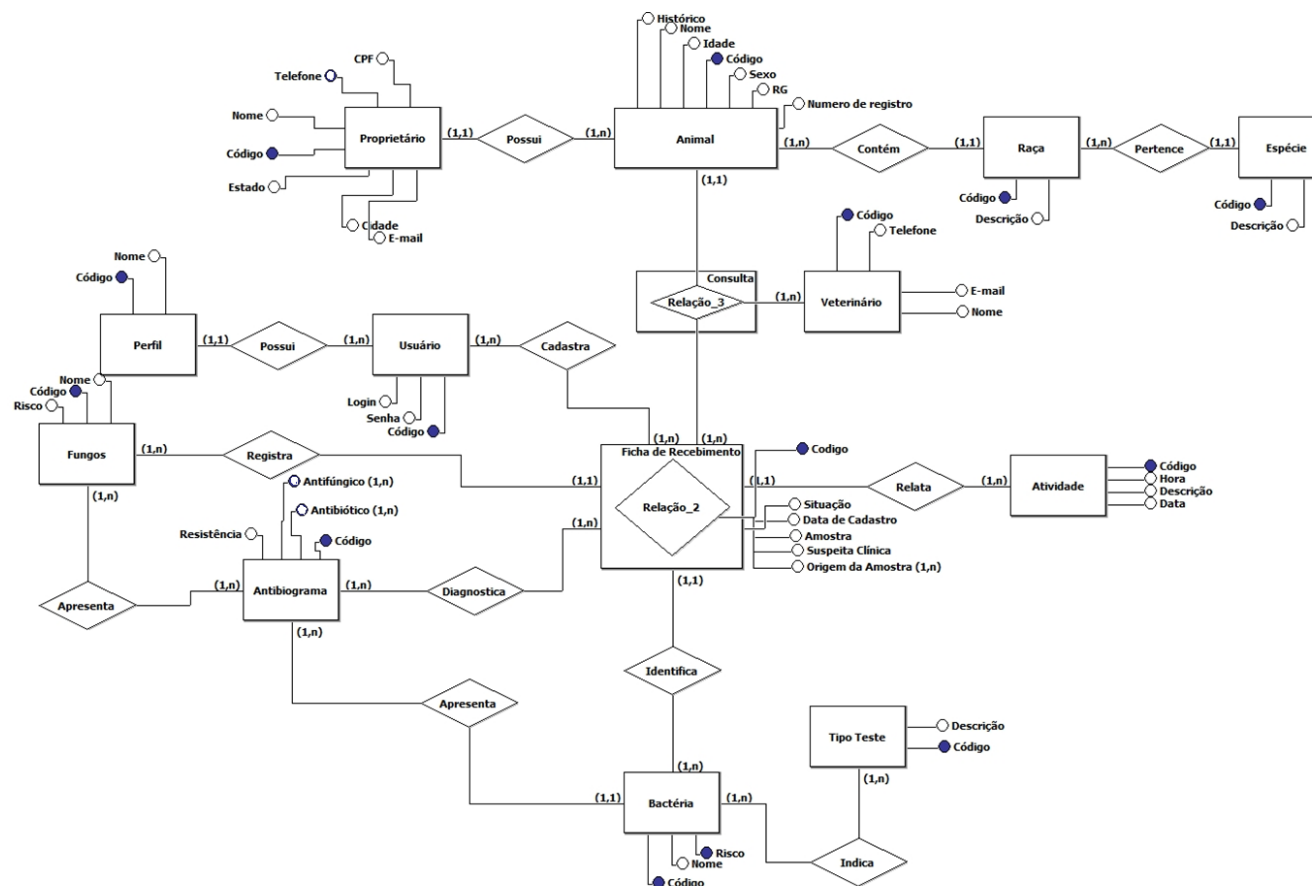 Histórico
Nome
Idade
Código
Sexo
RG
Numero de registro
CPF
Telefone
Nome
Código
Estado
Cidade
E-mail
Proprietário
(1,1)
Possui
(1,n)
Animal
(1,n)
(1,1)
Contém
(1,1)
Raça
(1,n)
Pertence
(1,1)
Espécie
Código
Descrição
Código
Descrição
Código
Telefone
E-mail
Nome
Consulta
Relação_3
(1,n)
Veterinário
Nome
Código
Perfil
(1,1)
Possui
(1,n)
Usuário
(1,n)
Cadastra
Login
Senha
Código
Nome
Código
Risco
Fungos
(1,n)
(1,n)
Registra
(1,1)
(1,n)
(1,n)
Ficha de Recebimento
Relação_2
Codigo
(1,1)
Relata
(1,n)
Atividade
Código
Hora
Descrição
Data
Situação
Data de Cadastro
Amostra
Suspeita Clínica
Origem da Amostra (1,n)
Antifúngico (1,n)
Antibiótico (1,n)
Resistência
Código
Apresenta
(1,n)
Antibiograma
(1,n)
(1,n)
Diagnostica
(1,n)
(1,1)
Identifica
Apresenta
(1,1)
(1,n)
Bactéria
(1,n)
Risco
Nome
Código
Indica
(1,n)
Tipo Teste
Descrição
Código